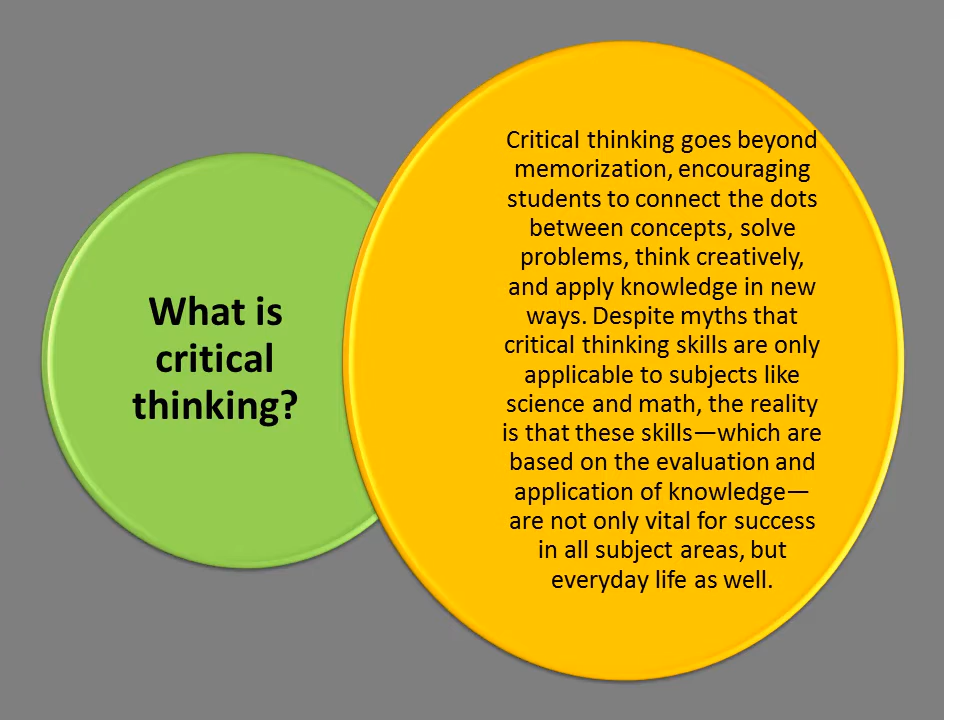 What is
critical
thinking?
Critical thinking goes beyond
memorization, encouraging
students to connect the dots
between concepts, solve
problems, think creatively,
and apply knowledge in new
ways. Despite myths that
critical thinking skills are only
applicable to subjects like
science and math, the reality
is that these skills—which are
based on the evaluation and
application of knowledge—
are not only vital for success
in all subject areas, but
everyday life as well.